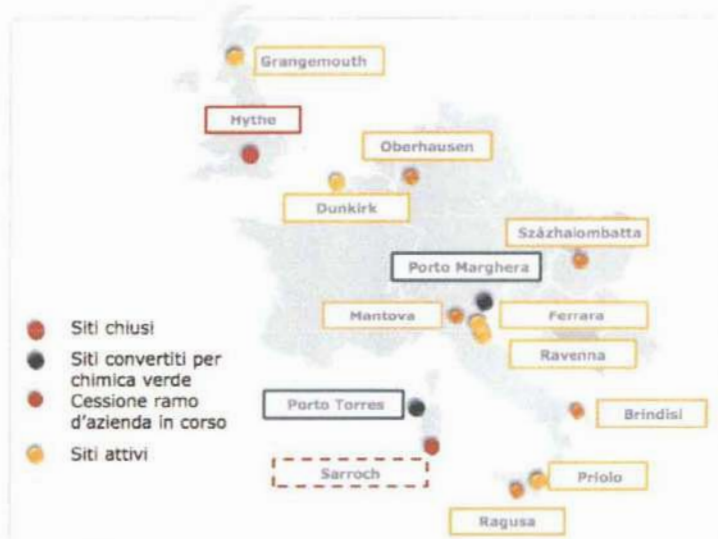 Grangemouth
Hythe
Oberhausen
Dunkirk
Százhalombatta
Porto Marghera
Mantova
Ferrara
Ravenna
Siti chiusi
Siti convertiti per
chimica verde
Cessione ramo
d'azienda in corso
Siti attivi
Porto Torres
Brindisi
Sarroch
Priolo
Ragusa